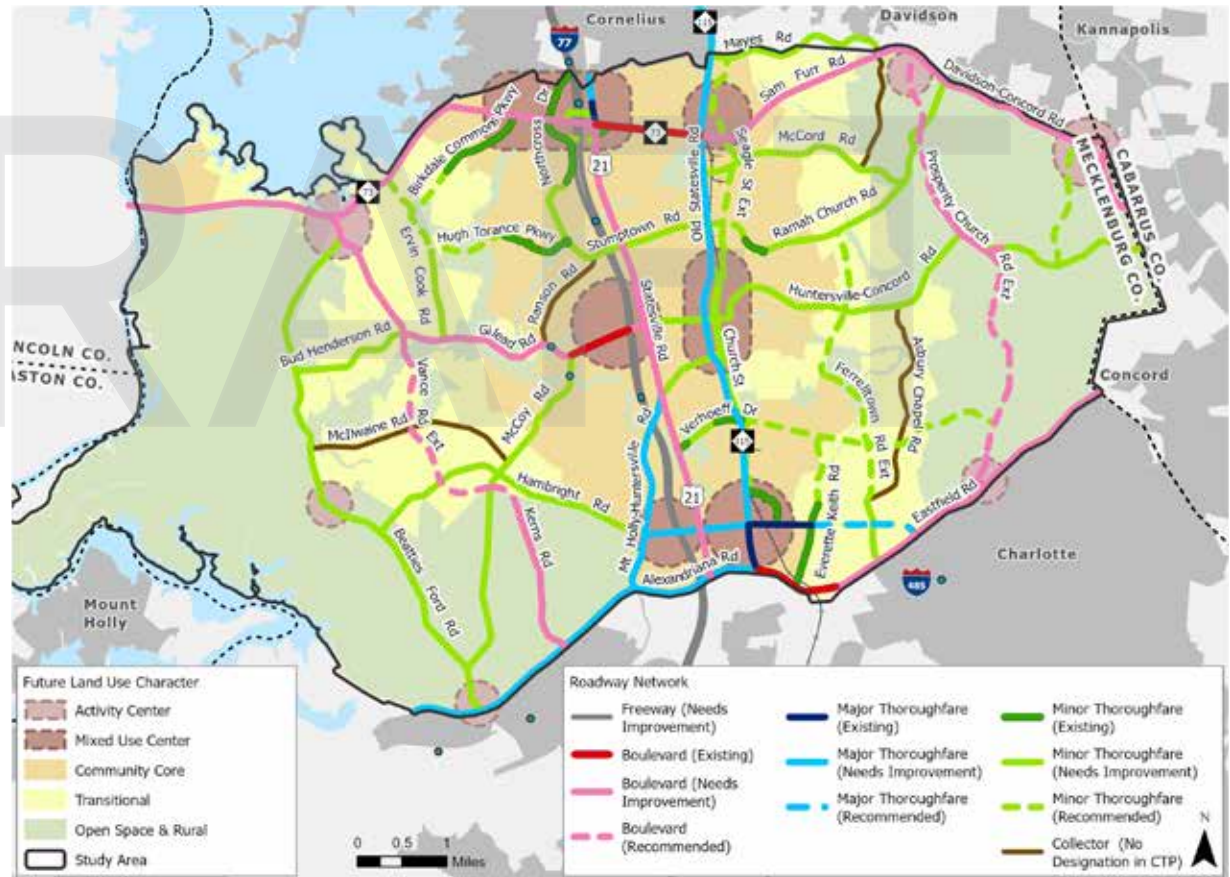 DRAFT
Cornelius
Davidson
Kannapolis
115
77
Mayes Rd
Davidson-Concord Rd
Sam Furr Rd
Birkdale Commons Pkwy
Northcross Dr
73
21
McCord Rd
Seagle St Ext
Old Statesville Rd
Prosperity Church Rd Ext
CABARRUS CO.
MECKLENBURG CO.
73
Ervin Cook Rd
Hugh Torance Pkwy
Stumptown Rd
Ramah Church Rd
Ranson Rd
Statesville Rd
Huntersville-Concord Rd
Gilead Rd
Bud Henderson Rd
Church St
LINCOLN CO.
GASTON CO.
Vance Rd Ext
McCoy Rd
Ferrelltown Rd Ext
Asbury Chapel Rd
Concord
McIlwaine Rd
Verhoeff Dr
115
Hambright Rd
Mt Holly-Huntersville Rd
21
Everette Keith Rd
Eastfield Rd
Kerns Rd
Beatties Ford Rd
Alexandriana Rd
Charlotte
485
Mount
Holly
Future Land Use Character
Activity Center
Mixed Use Center
Community Core
Transitional
Open Space & Rural
Study Area
0 0.5 1
Miles
Roadway Network
Freeway (Needs
Improvement)
Boulevard (Existing)
Boulevard (Needs
Improvement)
Boulevard
(Recommended)
Major Thoroughfare
(Existing)
Major Thoroughfare
(Needs Improvement)
Major Thoroughfare
(Recommended)
Minor Thoroughfare
(Existing)
Minor Thoroughfare
(Needs Improvement)
Minor Thoroughfare
(Recommended)
Collector (No
Designation in CTP)
N